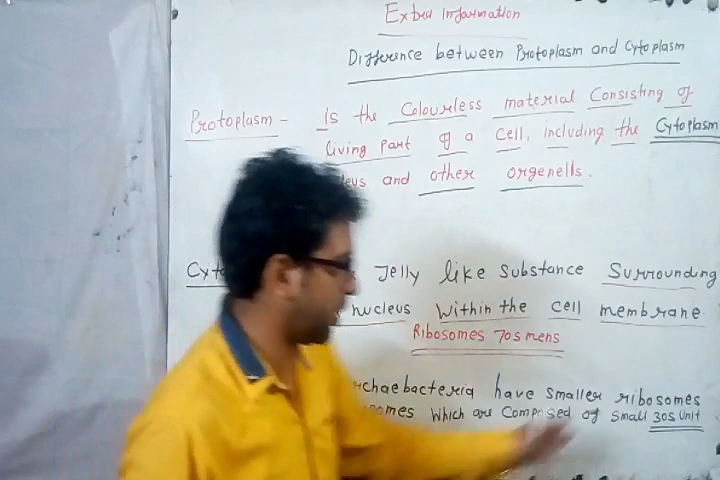 Extra Information
Difference between Protoplasm and Cytoplasm
Protoplasm - is the Colourless material Consisting of
living Part of a Cell, including the Cytoplasm
and other orgenells.
Jelly like Substance Surrounding
nucleus Within the cell membrane
Ribosomes 70s mens
have smaller ribosomes
Which are Composed of Small 30s Unit